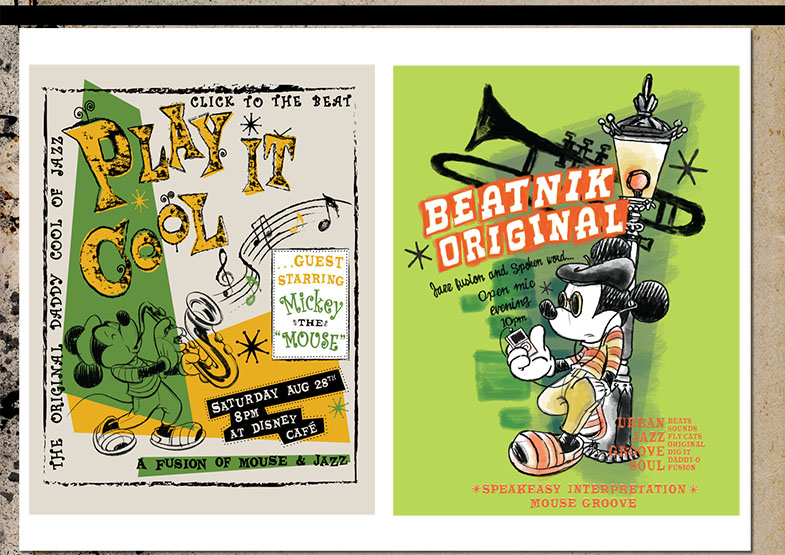 CLICK TO THE BEAT
PLAY IT
COOL
THE ORIGINAL DADDY COOL OF JAZZ
...GUEST
STARRING
Mickey
THE
"MOUSE"
SATURDAY AUG 28TH
8PM
AT DISNEY
CAFÉ
A FUSION OF MOUSE & JAZZ
BEATNIK
ORIGINAL
Jazz fusion and Spoken word...
Open mic
evening
10pm
URBAN BEATS
SOUNDS
JAZZ FLY CATS
ORIGINAL
GROOVE DIG IT
DADDY-O
SOUL FUSION
*SPEAKEASY INTERPRETATION*
MOUSE GROOVE